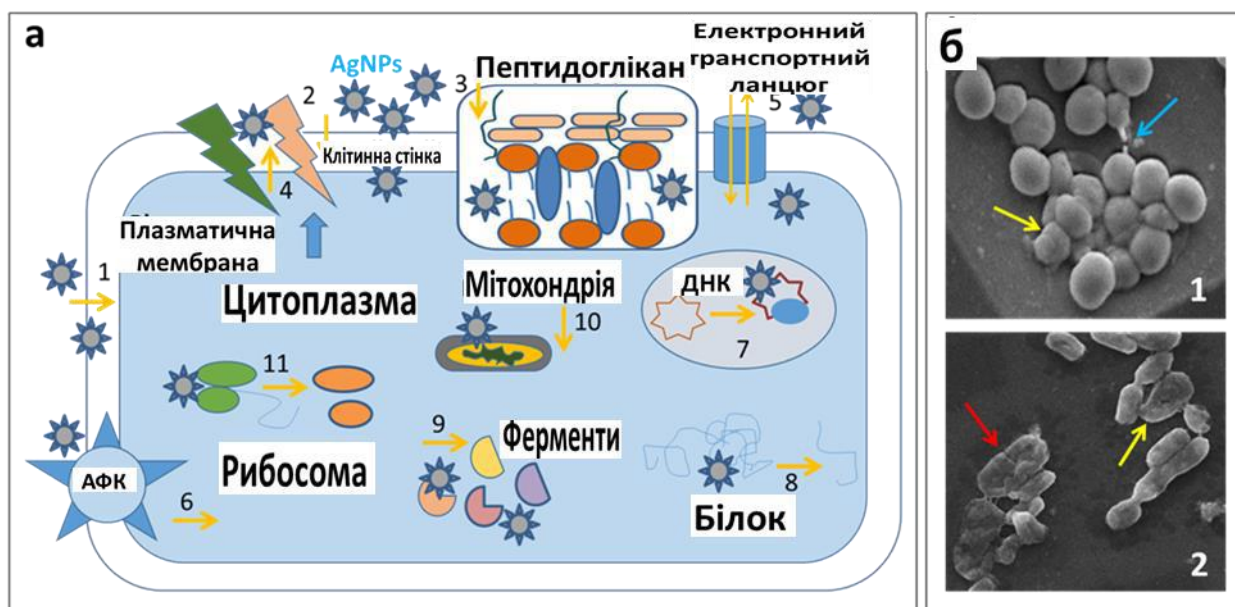 а
AgNPs
2
3
Пептидоглікан
Електронний
транспортний
ланцюг
5
Клітинна стінка
4
Плазматична
мембрана
1
Цитоплазма
Мітохондрія
10
ДНК
7
11
Рибосома
9
Ферменти
8
Білок
АФК
6
б
1
2